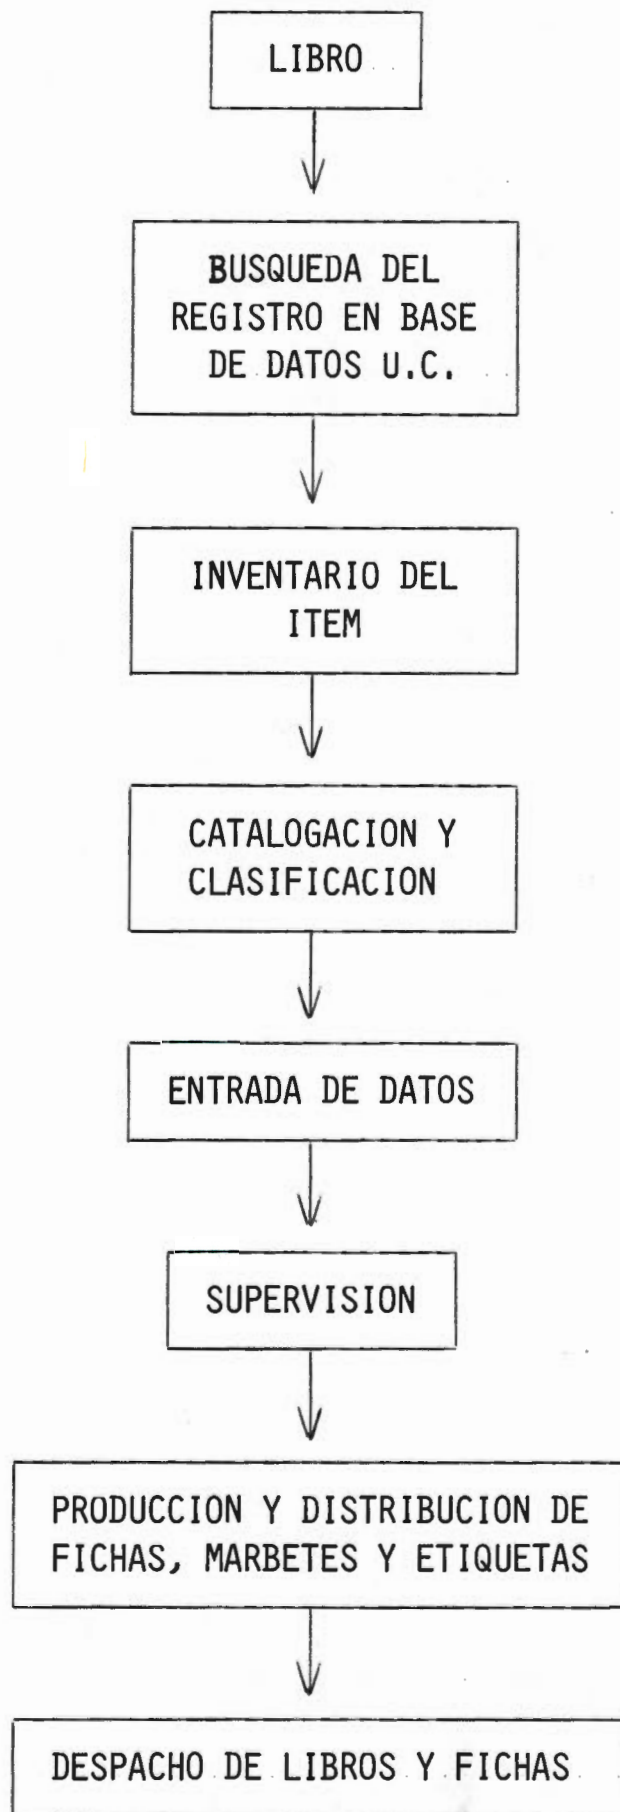 LIBRO
BUSQUEDA DEL
REGISTRO EN BASE
DE DATOS U.C.
INVENTARIO DEL
ITEM
CATALOGACION Y
CLASIFICACION
ENTRADA DE DATOS
SUPERVISION
PRODUCCION Y DISTRIBUCION DE
FICHAS, MARBETES Y ETIQUETAS
DESPACHO DE LIBROS Y FICHAS